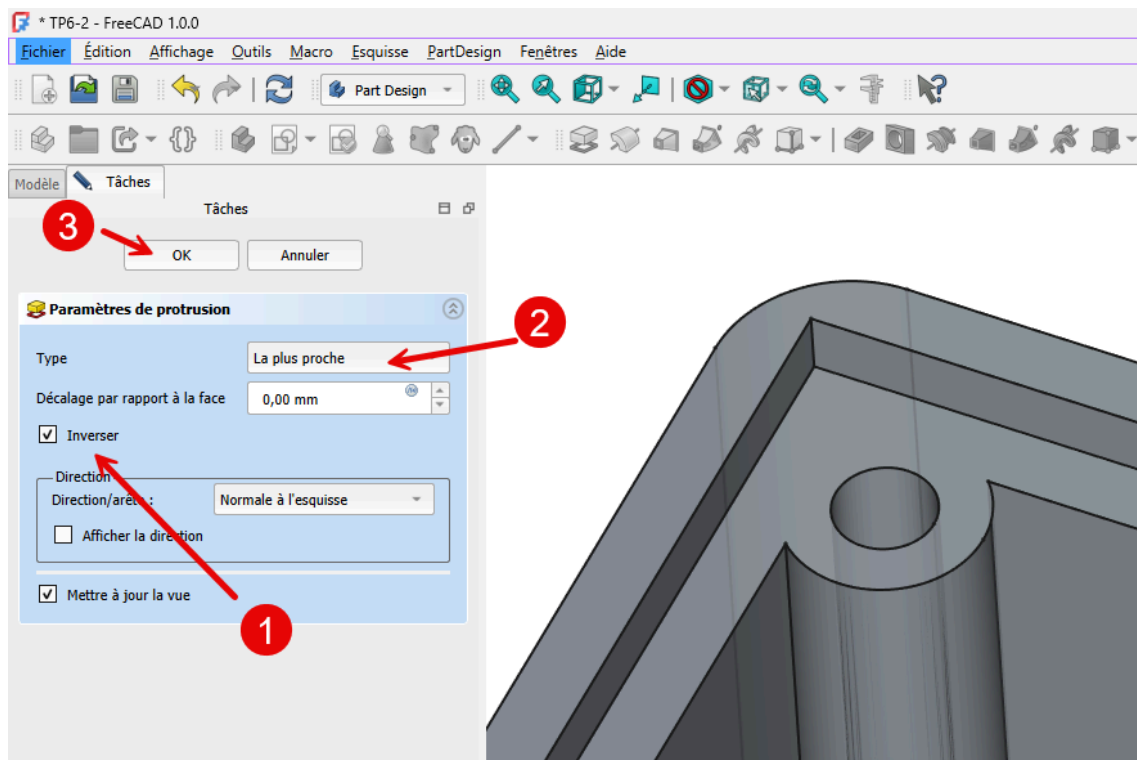 * TP6-2 - FreeCAD 1.0.0
Fichier Édition Affichage Outils Macro Esquisse PartDesign Fenêtres Aide
Part Design
Modèle Tâches
Tâches
3
OK Annuler
Paramètres de protrusion
2
Type La plus proche
Décalage par rapport à la face 0,00 mm
Inverser
Direction
Direction/arête : Normale à l'esquisse
Afficher la direction
Mettre à jour la vue
1